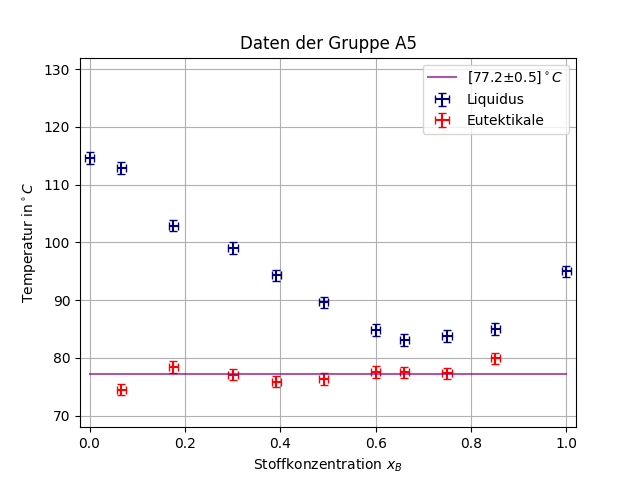 Daten der Gruppe A5
130
120
110
100
90
80
70
Temperatur in °C
[77.2±0.5]°C
Liquidus
Eutektikale
0.0 0.2 0.4 0.6 0.8 1.0
Stoffkonzentration x_B